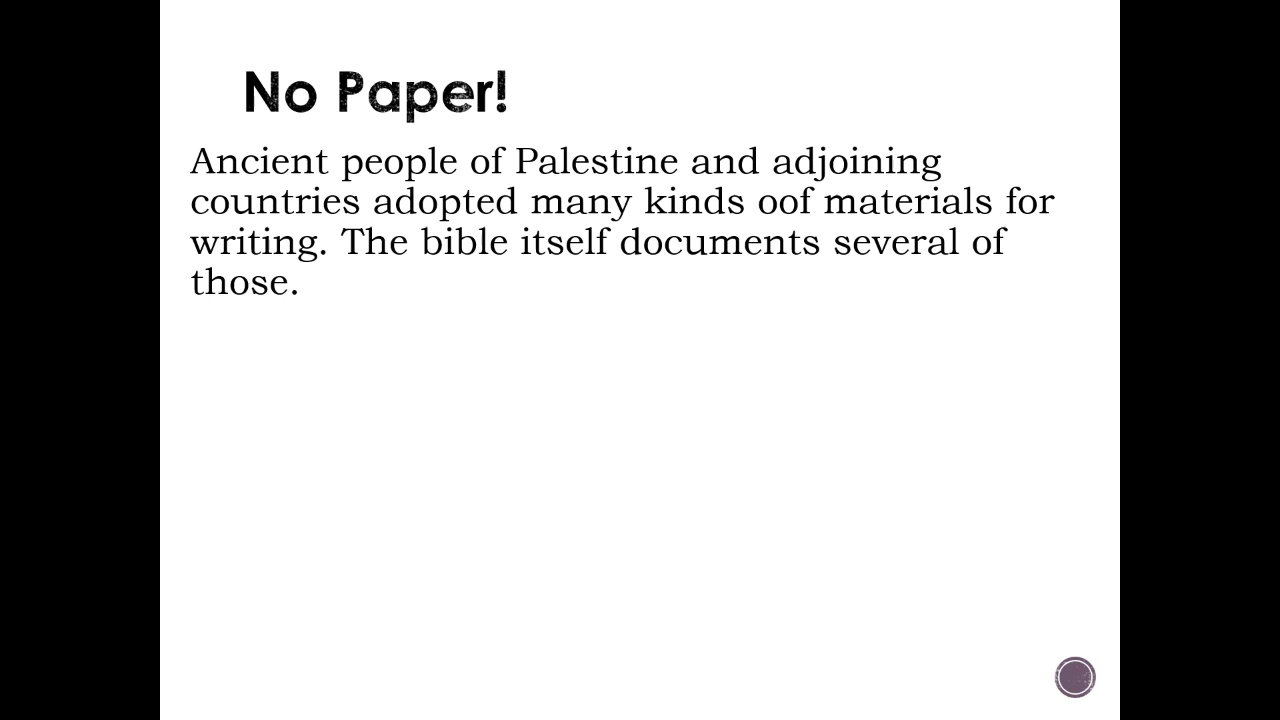 No Paper!
Ancient people of Palestine and adjoining
countries adopted many kinds oof materials for
writing. The bible itself documents several of
those.